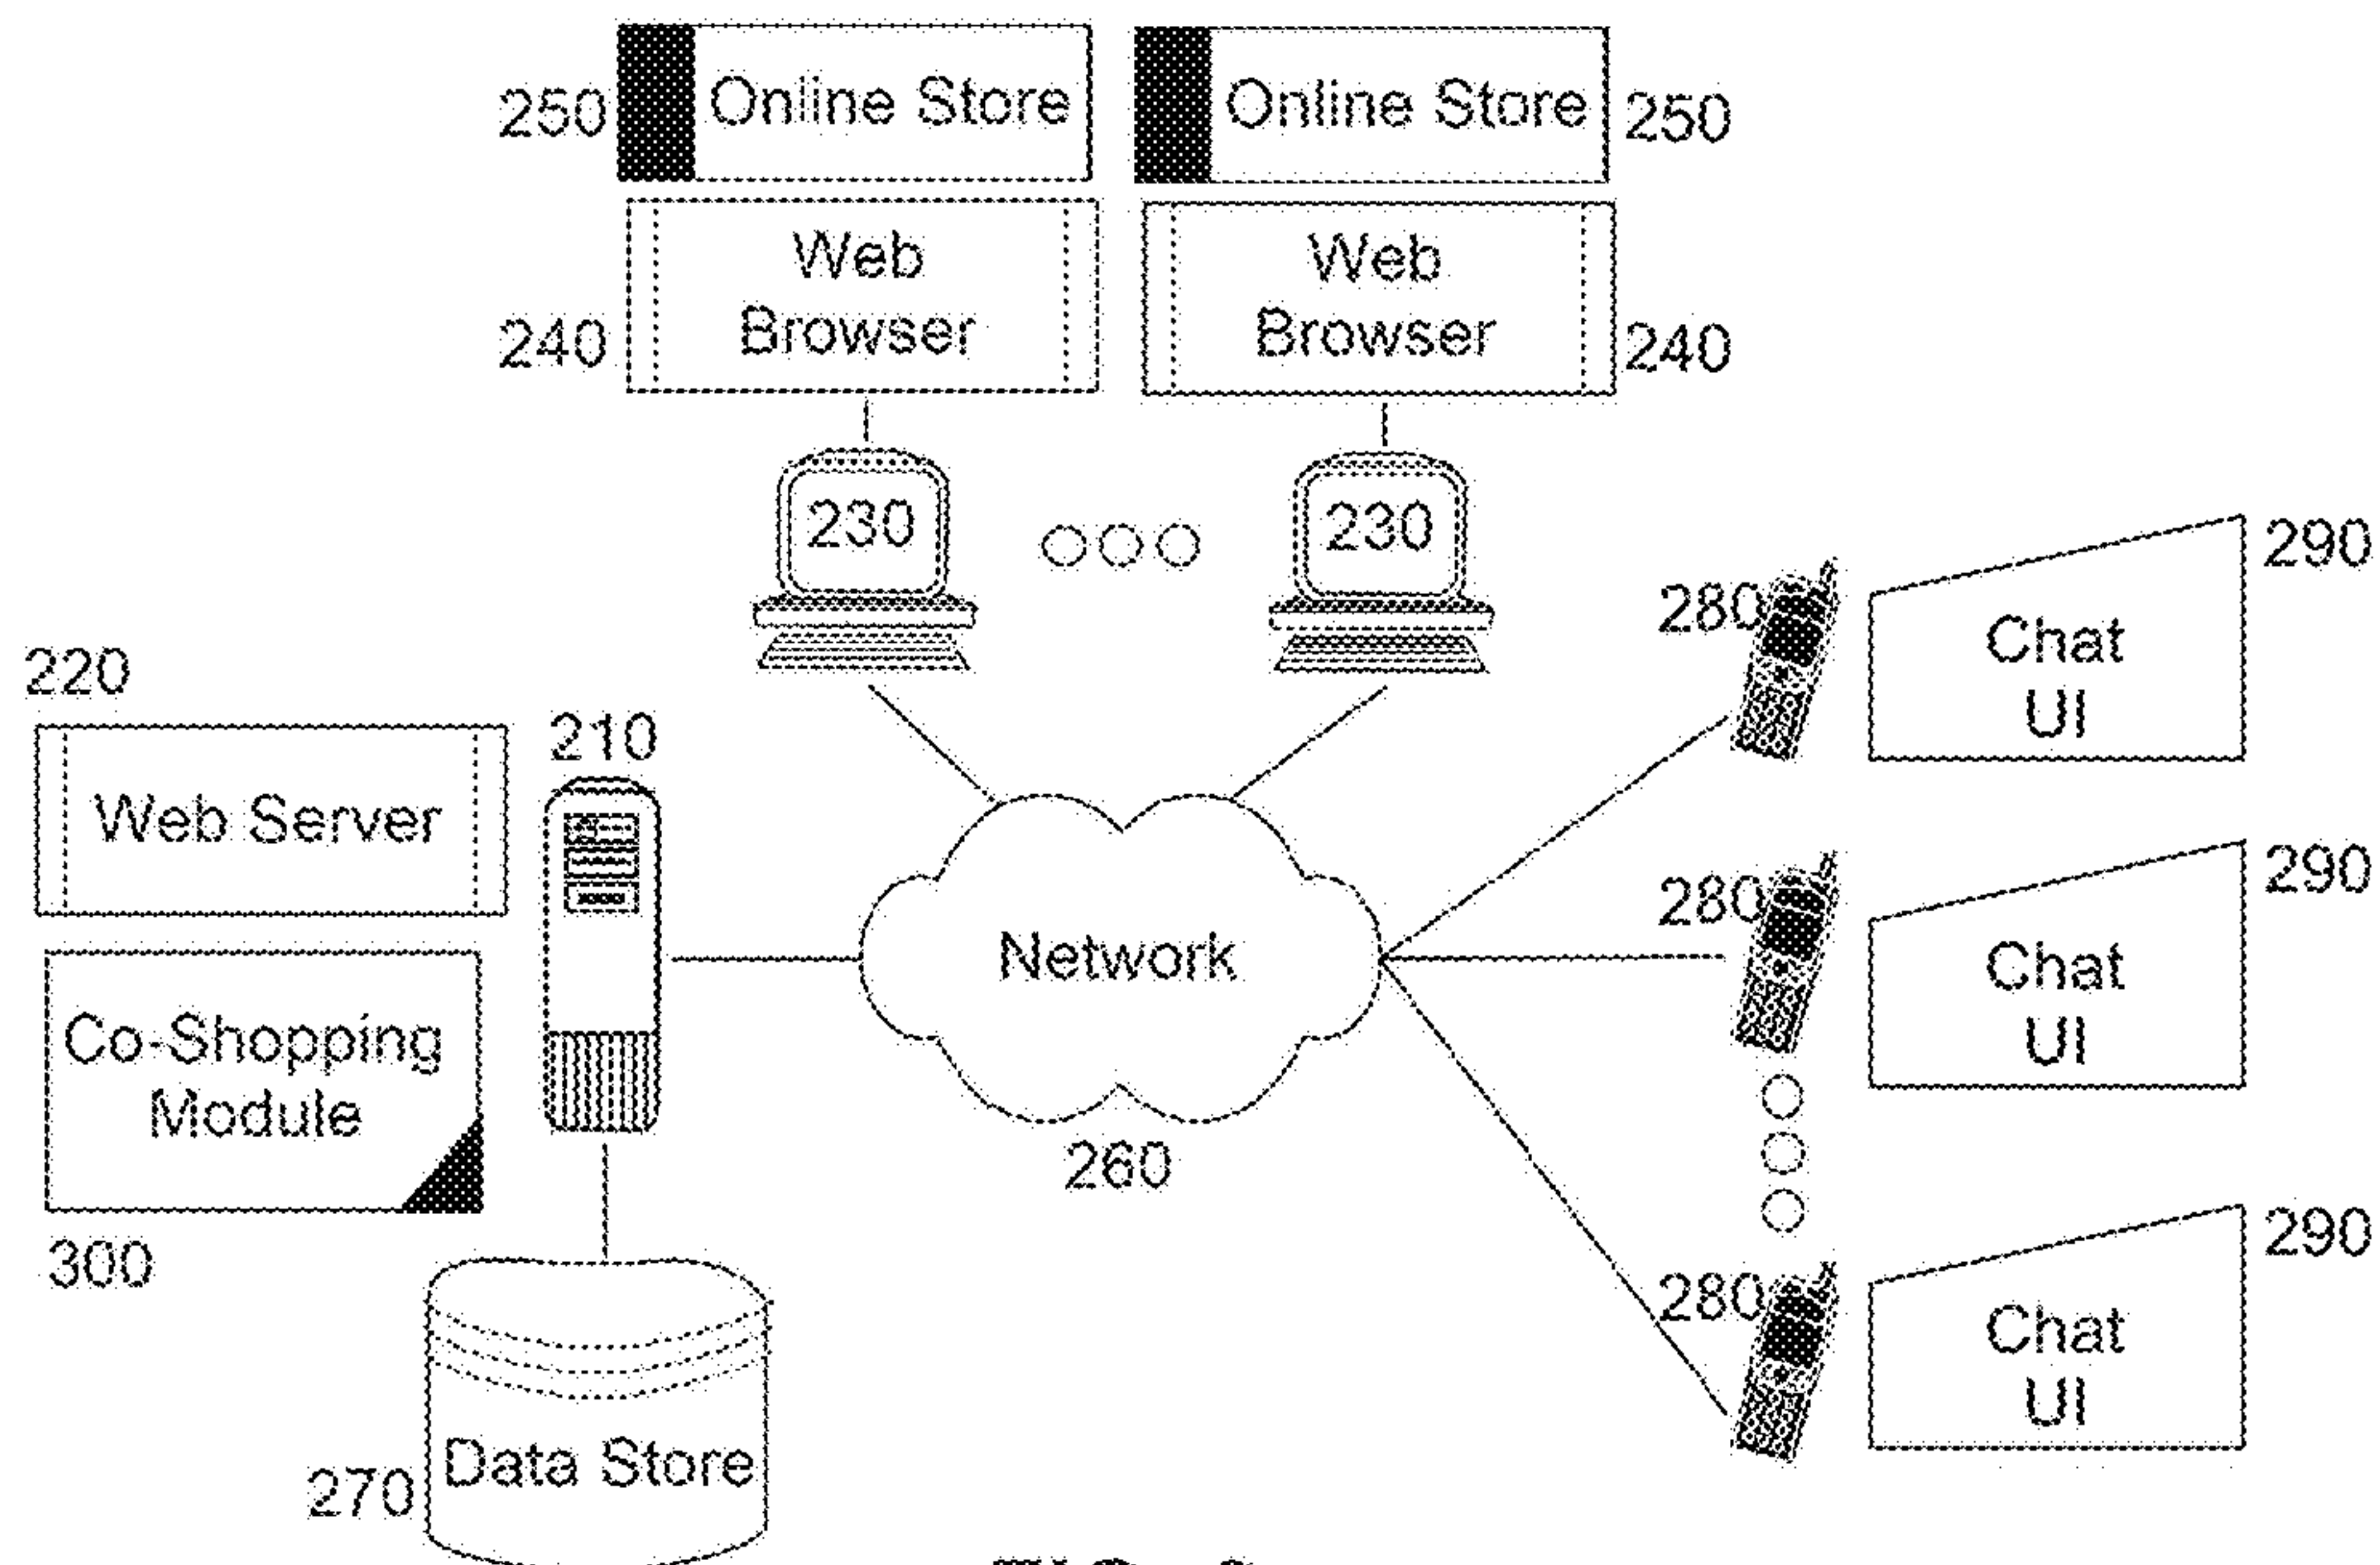 Online Store
Online Store
250
250
Web
Browser
Web
Browser
240
240
230
230
290
280
Chat
UI
220
210
Web Server
290
280
Chat
UI
Network
Co-Shopping
Module
260
300
290
280
Chat
UI
Data Store
270